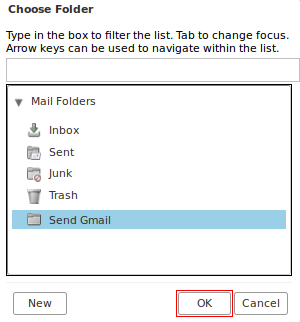 Choose Folder
Type in the box to filter the list. Tab to change focus.
Arrow keys can be used to navigate within the list.
Mail Folders
Inbox
Sent
Junk
Trash
Send Gmail
New
OK
Cancel